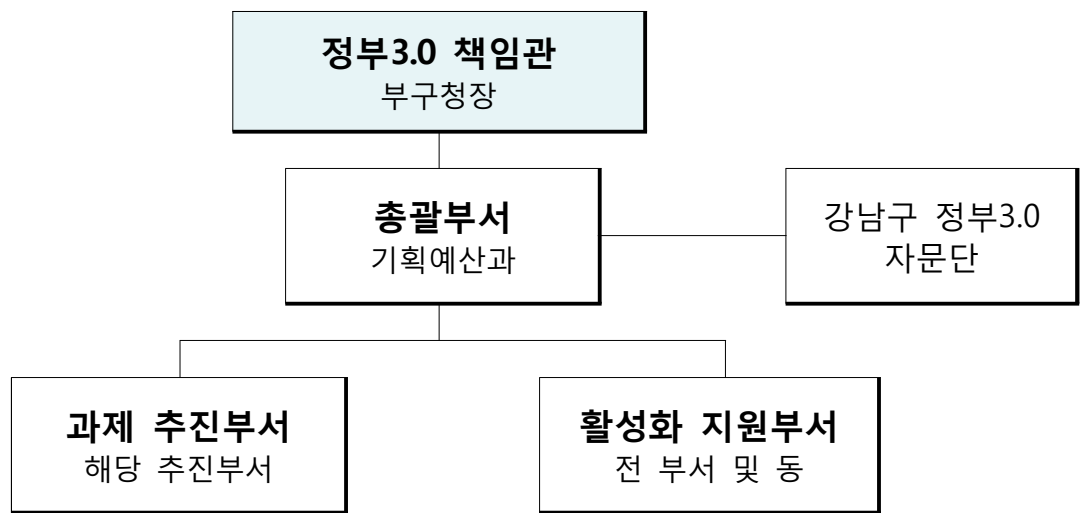 정부3.0 책임관
부구청장
총괄부서
기획예산과
강남구 정부3.0
자문단
과제 추진부서
해당 추진부서
활성화 지원부서
전 부서 및 동